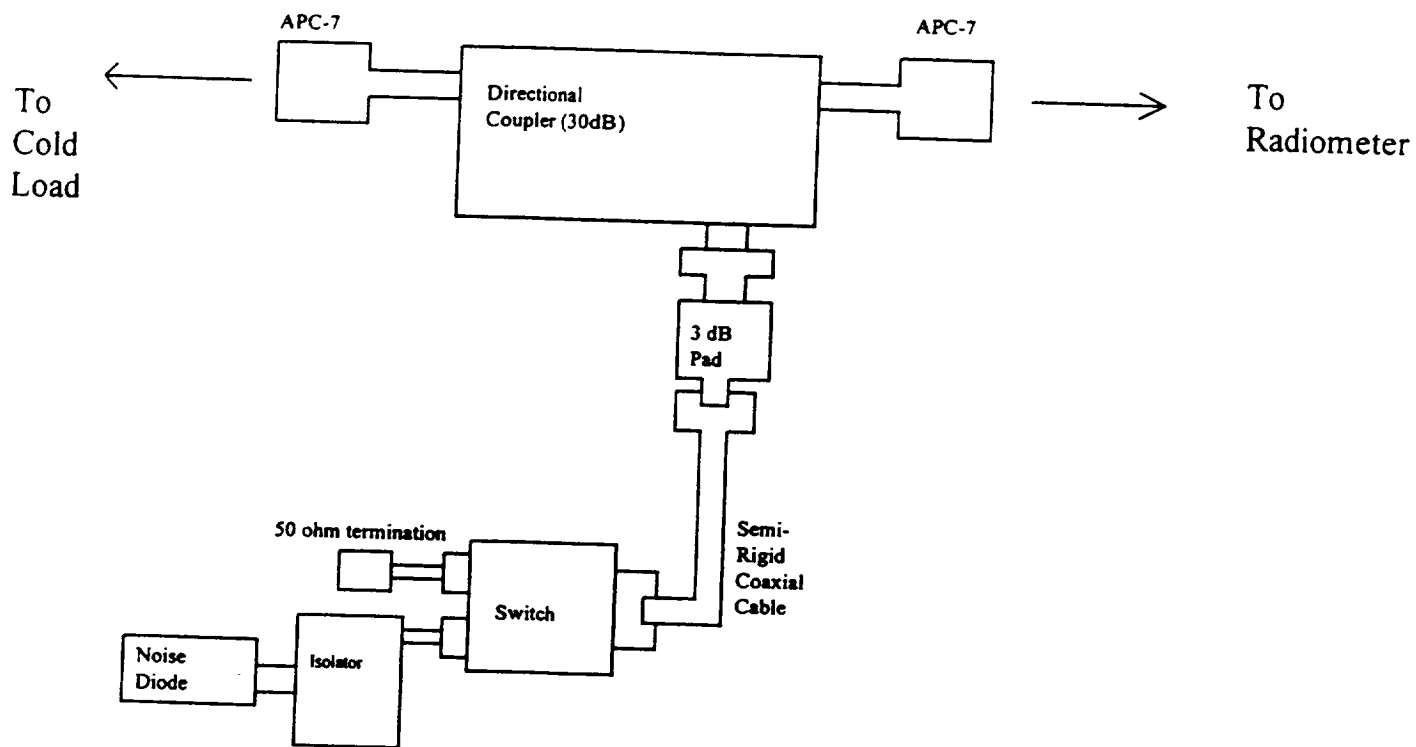 APC-7
APC-7
To
Cold
Load
Directional
Coupler (30dB)
To
Radiometer
3 dB
Pad
50 ohm termination
Semi-
Rigid
Coaxial
Cable
Switch
Noise
Diode
Isolator